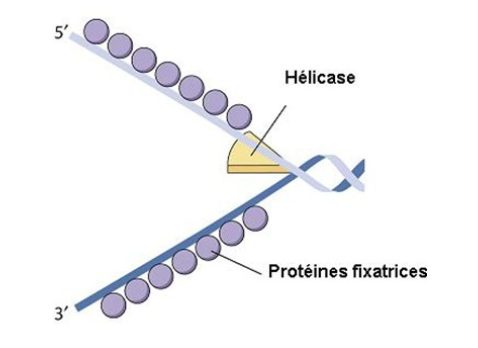 5'
Hélicase
Protéines fixatrices
3'